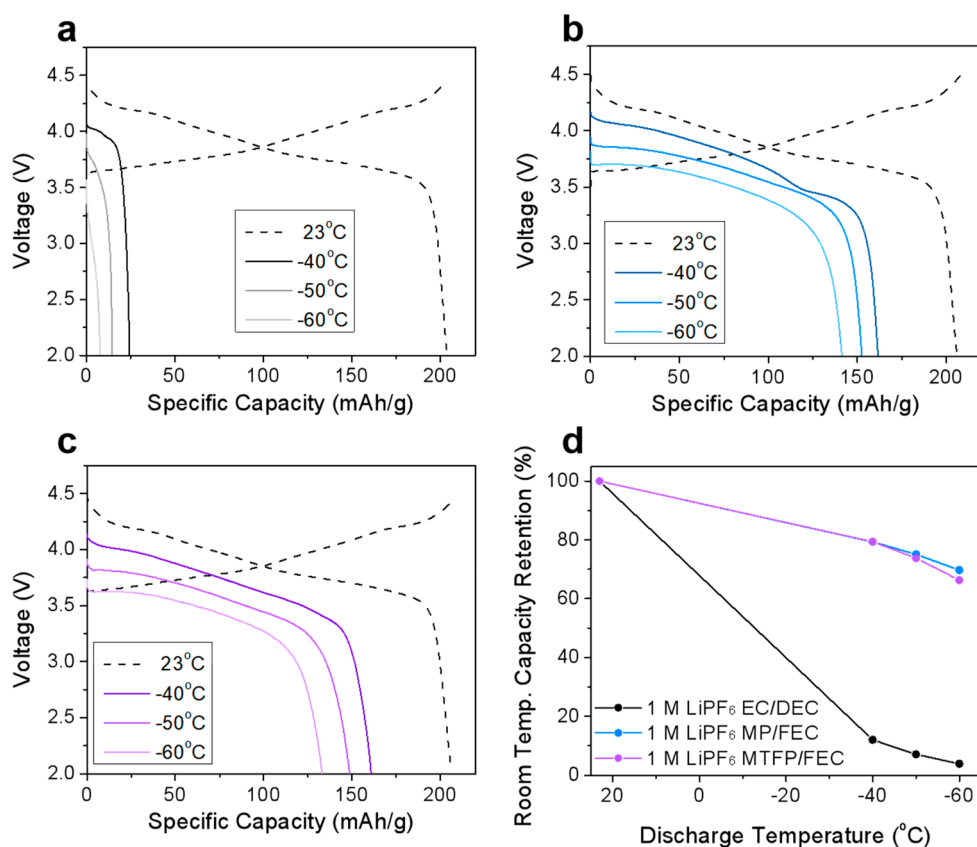 a
4.5
4.0
3.5
3.0
2.5
2.0
Voltage (V)
23°C
-40°C
-50°C
-60°C
0 50 100 150 200
Specific Capacity (mAh/g)
b
4.5
4.0
3.5
3.0
2.5
2.0
Voltage (V)
23°C
-40°C
-50°C
-60°C
0 50 100 150 200
Specific Capacity (mAh/g)
c
4.5
4.0
3.5
3.0
2.5
2.0
Voltage (V)
23°C
-40°C
-50°C
-60°C
0 50 100 150 200
Specific Capacity (mAh/g)
d
100
80
60
40
20
0
Room Temp. Capacity Retention (%)
1 M LiPF₆ EC/DEC
1 M LiPF₆ MP/FEC
1 M LiPF₆ MTFP/FEC
20 0 -20 -40 -60
Discharge Temperature (°C)